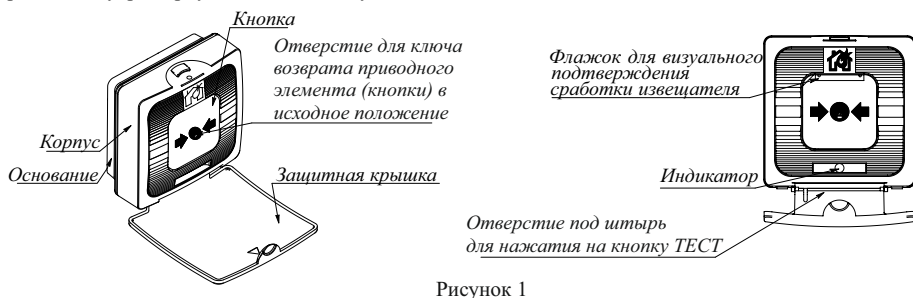 Кнопка
Отверстие для ключа
возврата приводного
элемента (кнопки) в
исходное положение
Корпус
Основание
Защитная крышка
Флажок для визуального
подтверждения
сработки извещателя
Индикатор
Отверстие под штырь
для нажатия на кнопку ТЕСТ
Рисунок 1